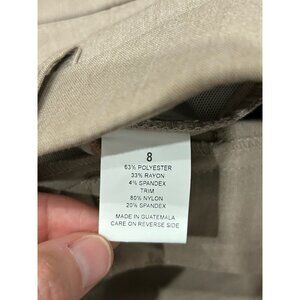 8
63% POLYESTER
33% RAYON
4% SPANDEX
TRIM
80% NYLON
20% SPANDEX
MADE IN GUATEMALA
CARE ON REVERSE SIDE